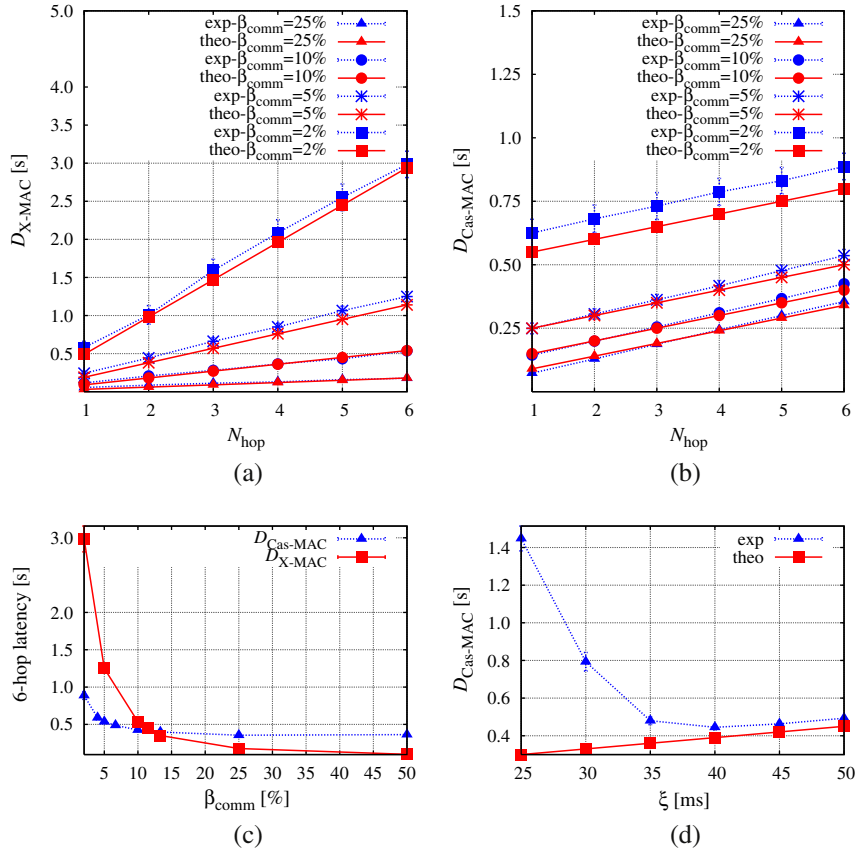 5.0
4.5
4.0
3.5
3.0
2.5
2.0
1.5
1.0
0.5
D_X-MAC [s]
exp-β_comm=25%
theo-β_comm=25%
exp-β_comm=10%
theo-β_comm=10%
exp-β_comm=5%
theo-β_comm=5%
exp-β_comm=2%
theo-β_comm=2%
1 2 3 4 5 6
N_hop
(a)
1.5
1.25
1.0
0.75
0.50
0.25
D_Cas-MAC [s]
exp-β_comm=25%
theo-β_comm=25%
exp-β_comm=10%
theo-β_comm=10%
exp-β_comm=5%
theo-β_comm=5%
exp-β_comm=2%
theo-β_comm=2%
1 2 3 4 5 6
N_hop
(b)
3.0
2.0
1.0
0.5
6-hop latency [s]
D_Cas-MAC
D_X-MAC
5 10 15 20 25 30 35 40 45 50
β_comm [%]
(c)
1.4
1.2
1.0
0.8
0.6
0.4
D_Cas-MAC [s]
exp
theo
25 30 35 40 45 50
ξ [ms]
(d)